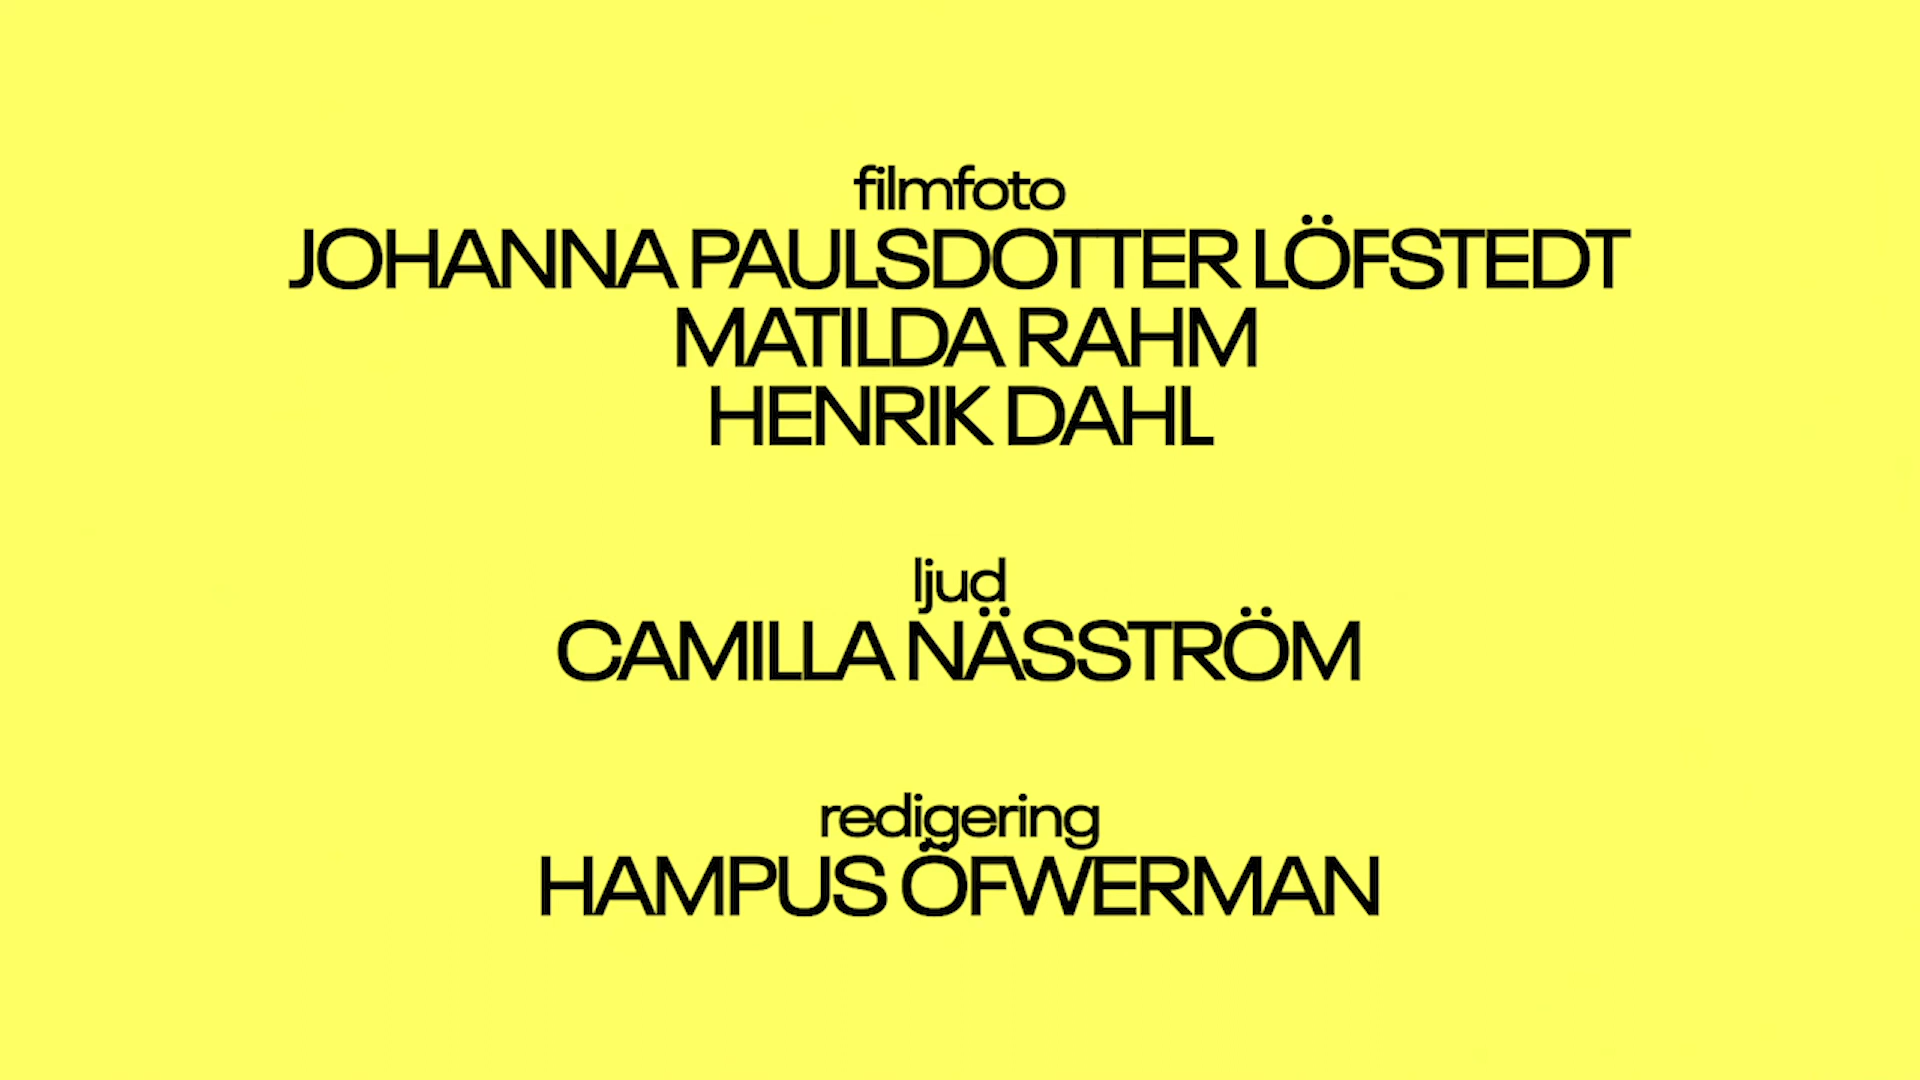 filmfoto
JOHANNA PAULSDOTTER LÖFSTEDT
MATILDA RAHM
HENRIK DAHL
ljud
CAMILLA NÄSSTRÖM
redigering
HAMPUS ÖFWERMAN